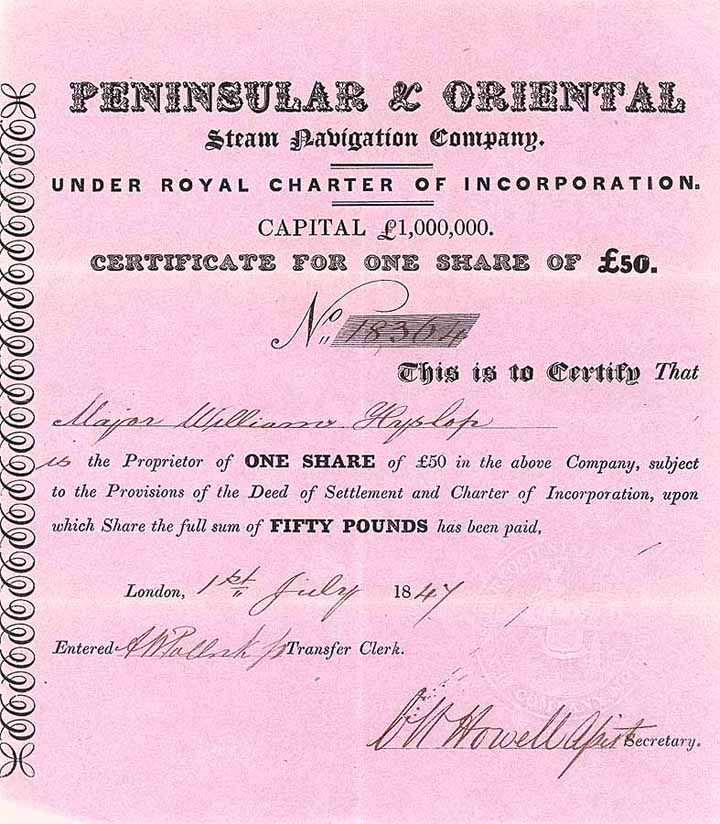 PENINSULAR & ORIENTAL
Steam Navigation Company.
UNDER ROYAL CHARTER OF INCORPORATION.
CAPITAL £1,000,000.
CERTIFICATE FOR ONE SHARE OF £50.
No 18364
This is to Certify That
Major William Hyslop
is the Proprietor of ONE SHARE of £50 in the above Company, subject
to the Provisions of the Deed of Settlement and Charter of Incorporation, upon
which Share the full sum of FIFTY POUNDS has been paid,
London, 1st July 1847
Entered Transfer Clerk.
C W Howell Secretary.